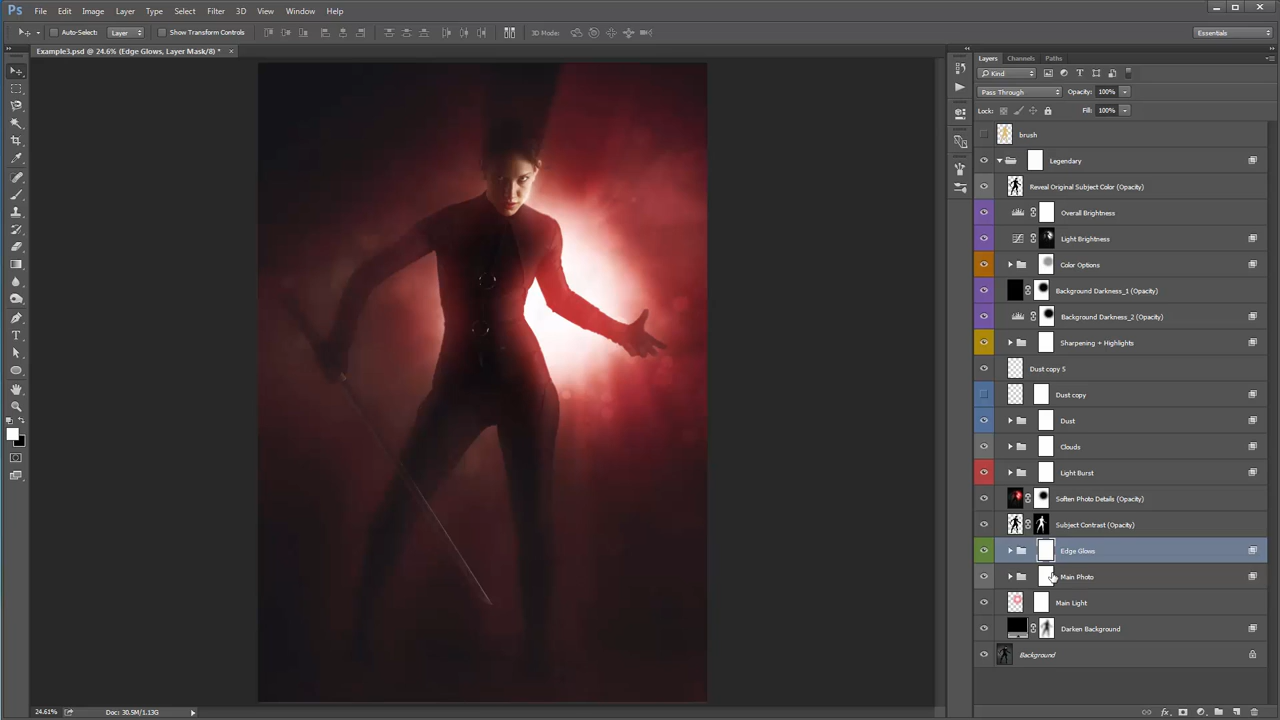 Ps File Edit Image Layer Type Select Filter 3D View Window Help
Auto-Select: Layer Show Transform Controls 3D Mode: Essentials
Example3.psd @ 24.6% (Edge Glows, Layer Mask/8) * ×
Layers Channels Paths
Kind
Pass Through Opacity: 100%
Lock: Fill: 100%
brush
Legendary
Reveal Original Subject Color (Opacity)
Overall Brightness
Light Brightness
Color Options
Background Darkness_1 (Opacity)
Background Darkness_2 (Opacity)
Sharpening + Highlights
Dust copy 5
Dust copy
Dust
Clouds
Light Burst
Soften Photo Details (Opacity)
Subject Contrast (Opacity)
Edge Glows
Main Photo
Main Light
Darken Background
Background
24.61% Doc: 30.5M/1.13G fx